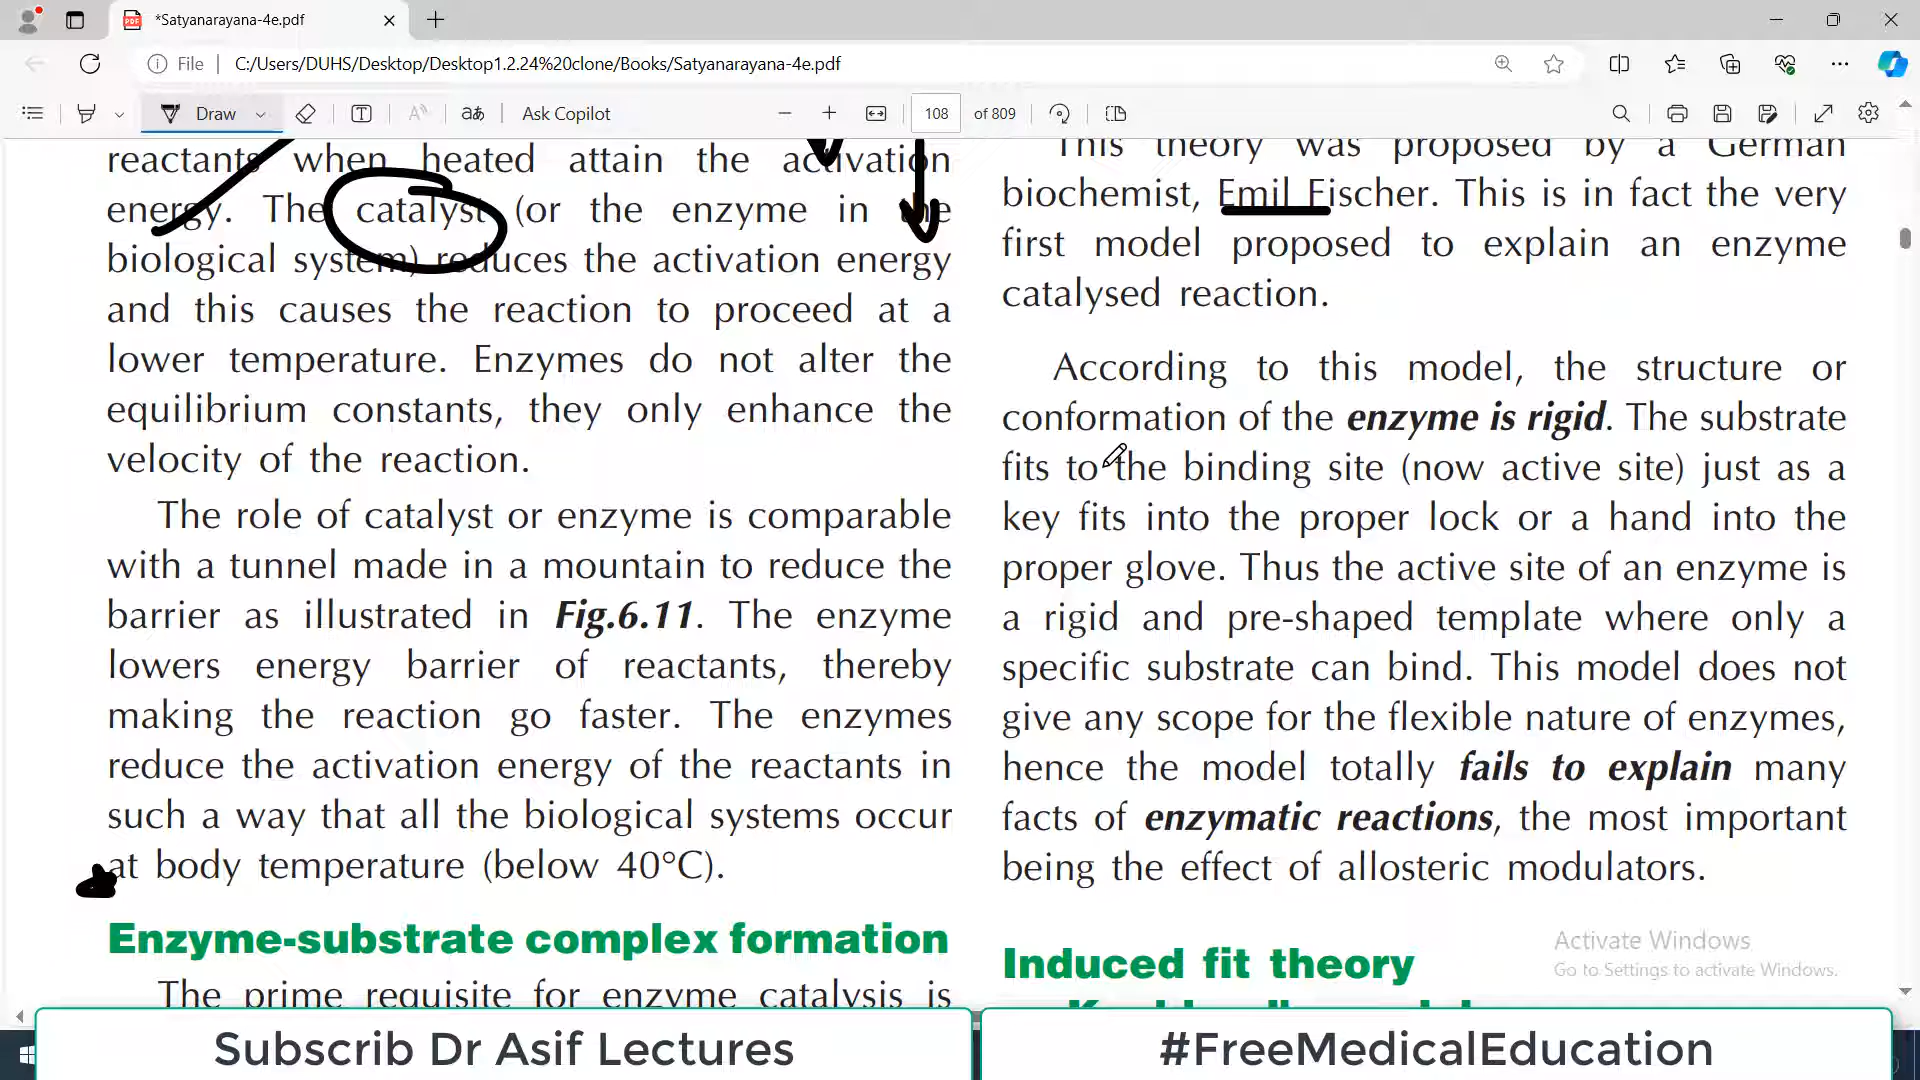 *Satyanarayana-4e.pdf
File
C:/Users/DUHS/Desktop/Desktop1.2.24%20clone/Books/Satyanarayana-4e.pdf
Draw
Ask Copilot
108 of 809
reactants when heated attain the activation
energy. The catalyst (or the enzyme in the
biological system) reduces the activation energy
and this causes the reaction to proceed at a
lower temperature. Enzymes do not alter the
equilibrium constants, they only enhance the
velocity of the reaction.
The role of catalyst or enzyme is comparable
with a tunnel made in a mountain to reduce the
barrier as illustrated in Fig.6.11. The enzyme
lowers energy barrier of reactants, thereby
making the reaction go faster. The enzymes
reduce the activation energy of the reactants in
such a way that all the biological systems occur
at body temperature (below 40°C).
Enzyme-substrate complex formation
The prime requisite for enzyme catalysis is
This theory was proposed by a German
biochemist, Emil Fischer. This is in fact the very
first model proposed to explain an enzyme
catalysed reaction.
According to this model, the structure or
conformation of the enzyme is rigid. The substrate
fits to the binding site (now active site) just as a
key fits into the proper lock or a hand into the
proper glove. Thus the active site of an enzyme is
a rigid and pre-shaped template where only a
specific substrate can bind. This model does not
give any scope for the flexible nature of enzymes,
hence the model totally fails to explain many
facts of enzymatic reactions, the most important
being the effect of allosteric modulators.
Induced fit theory
Activate Windows
Go to Settings to activate Windows.
Subscrib Dr Asif Lectures
#FreeMedicalEducation